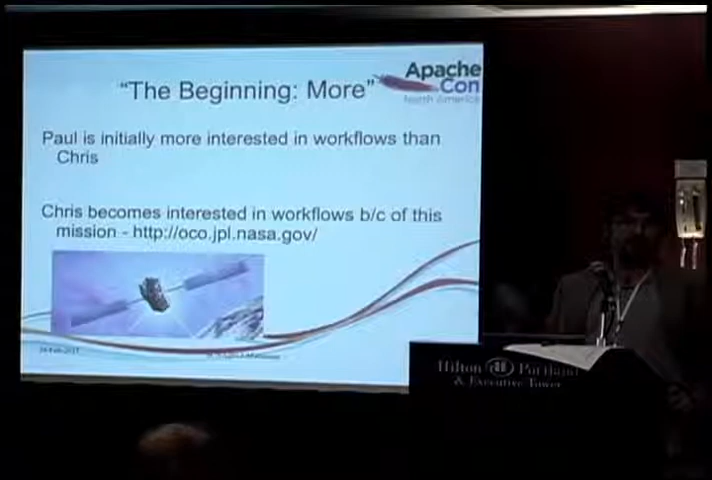 "The Beginning: More"
Apache
Con
North America
Paul is initially more interested in workflows than
Chris
Chris becomes interested in workflows b/c of this
mission - http://oco.jpl.nasa.gov/
Hilton Portland
& Executive Tower